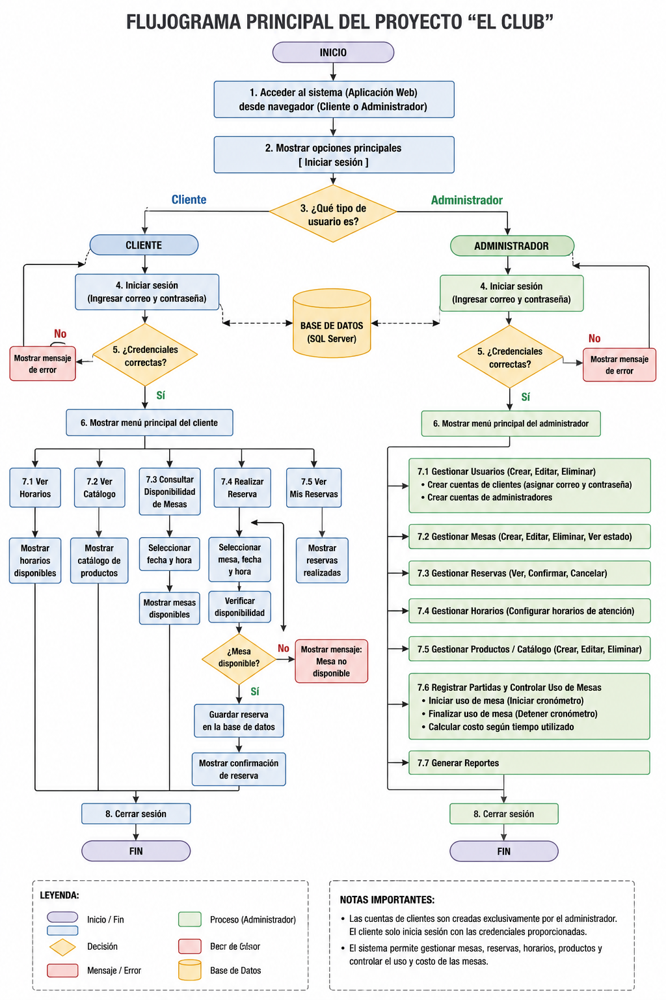 FLUJOGRAMA PRINCIPAL DEL PROYECTO “EL CLUB”
INICIO
1. Acceder al sistema (Aplicación Web)
desde navegador (Cliente o Administrador)
2. Mostrar opciones principales
[ Iniciar sesión ]
3. ¿Qué tipo de
usuario es?
Cliente
Administrador
CLIENTE
4. Iniciar sesión
(Ingresar correo y contraseña)
5. ¿Credenciales
correctas?
No
Mostrar mensaje
de error
Sí
BASE DE DATOS
(SQL Server)
ADMINISTRADOR
4. Iniciar sesión
(Ingresar correo y contraseña)
5. ¿Credenciales
correctas?
No
Mostrar mensaje
de error
Sí
6. Mostrar menú principal del cliente
7.1 Ver
Horarios
Mostrar
horarios
disponibles
7.2 Ver
Catálogo
Mostrar
catálogo de
productos
7.3 Consultar
Disponibilidad
de Mesas
Seleccionar
fecha y hora
Mostrar mesas
disponibles
7.4 Realizar
Reserva
Seleccionar
mesa, fecha
y hora
Verificar
disponibilidad
¿Mesa
disponible?
No
Mostrar mensaje:
Mesa no
disponible
Sí
Guardar reserva
en la base de datos
Mostrar confirmación
de reserva
7.5 Ver
Mis Reservas
Mostrar
reservas
realizadas
8. Cerrar sesión
FIN
6. Mostrar menú principal del administrador
7.1 Gestionar Usuarios (Crear, Editar, Eliminar)
• Crear cuentas de clientes (asignar correo y contraseña)
• Crear cuentas de administradores
7.2 Gestionar Mesas (Crear, Editar, Eliminar, Ver estado)
7.3 Gestionar Reservas (Ver, Confirmar, Cancelar)
7.4 Gestionar Horarios (Configurar horarios de atención)
7.5 Gestionar Productos / Catálogo (Crear, Editar, Eliminar)
7.6 Registrar Partidas y Controlar Uso de Mesas
• Iniciar uso de mesa (Iniciar cronómetro)
• Finalizar uso de mesa (Detener cronómetro)
• Calcular costo según tiempo utilizado
7.7 Generar Reportes
8. Cerrar sesión
FIN
LEYENDA:
Inicio / Fin
Decisión
Mensaje / Error
Proceso (Administrador)
de
Base de Datos
NOTAS IMPORTANTES:
• Las cuentas de clientes son creadas exclusivamente por el administrador.
El cliente solo inicia sesión con las credenciales proporcionadas.
• El sistema permite gestionar mesas, reservas, horarios, productos y
controlar el uso y costo de las mesas.